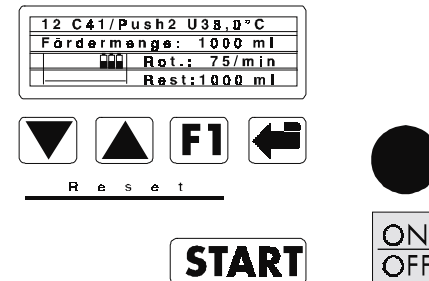 12 C41/Push2 U38,0°C
Fördermenge: 1000 ml
Rot.: 75/min
Rest:1000 ml
F1
Reset
START
ON
OFF